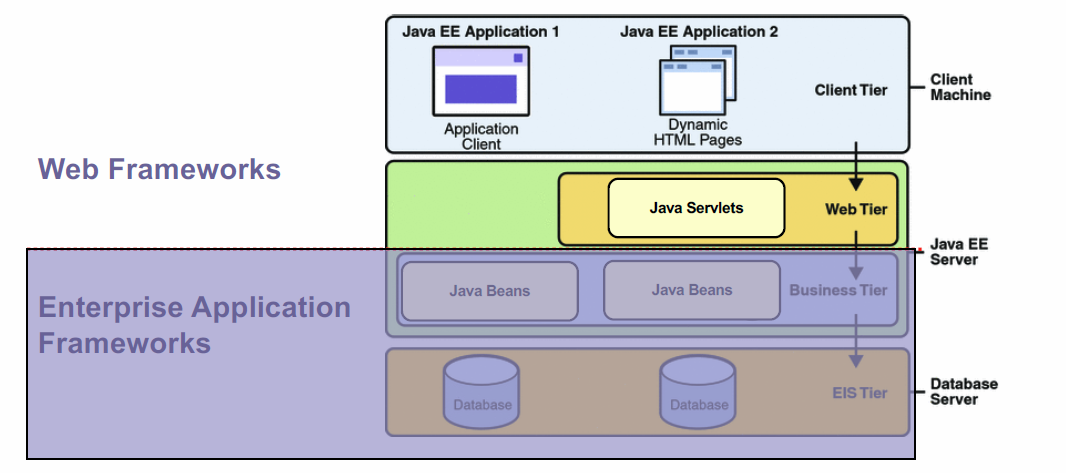 Java EE Application 1
Java EE Application 2
Application
Client
Dynamic
HTML Pages
Client Tier
Client
Machine
Web Frameworks
Java Servlets
Web Tier
Java EE
Server
Enterprise Application
Frameworks
Java Beans
Java Beans
Business Tier
Database
Database
EIS Tier
Database
Server